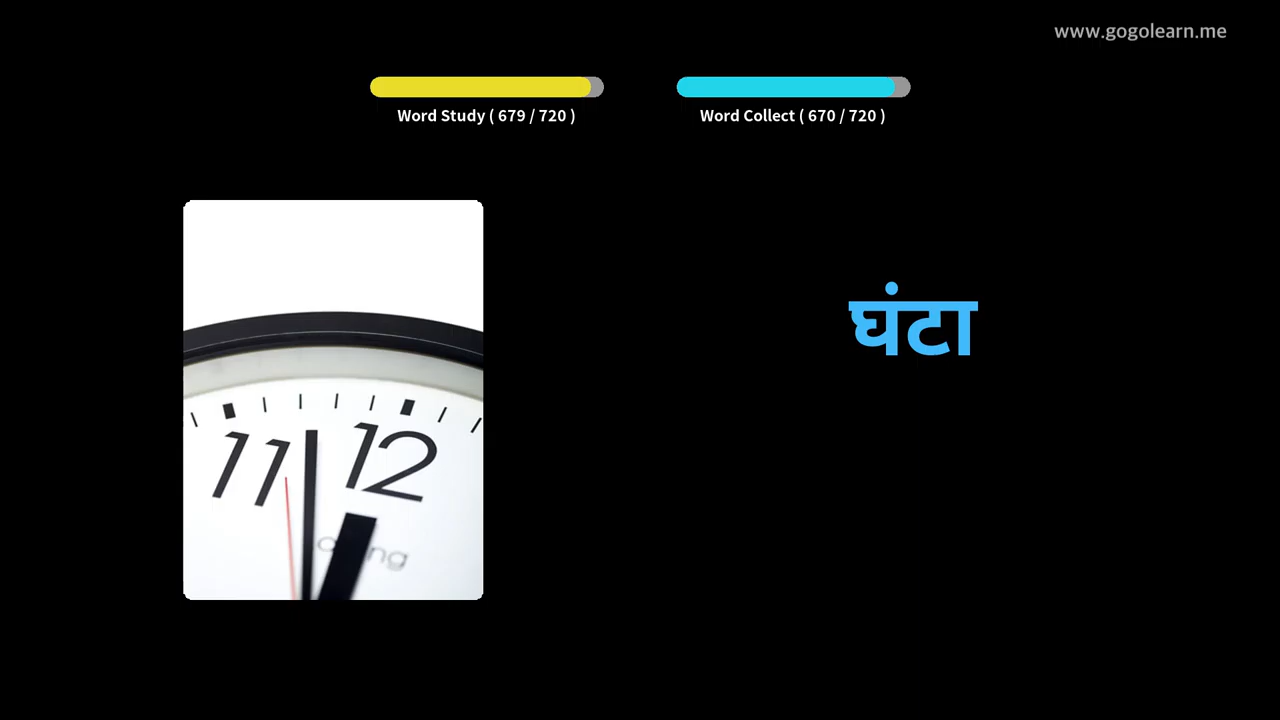 www.gogolearn.me
Word Study ( 679 / 720 )
Word Collect ( 670 / 720 )
घंटा
11 12